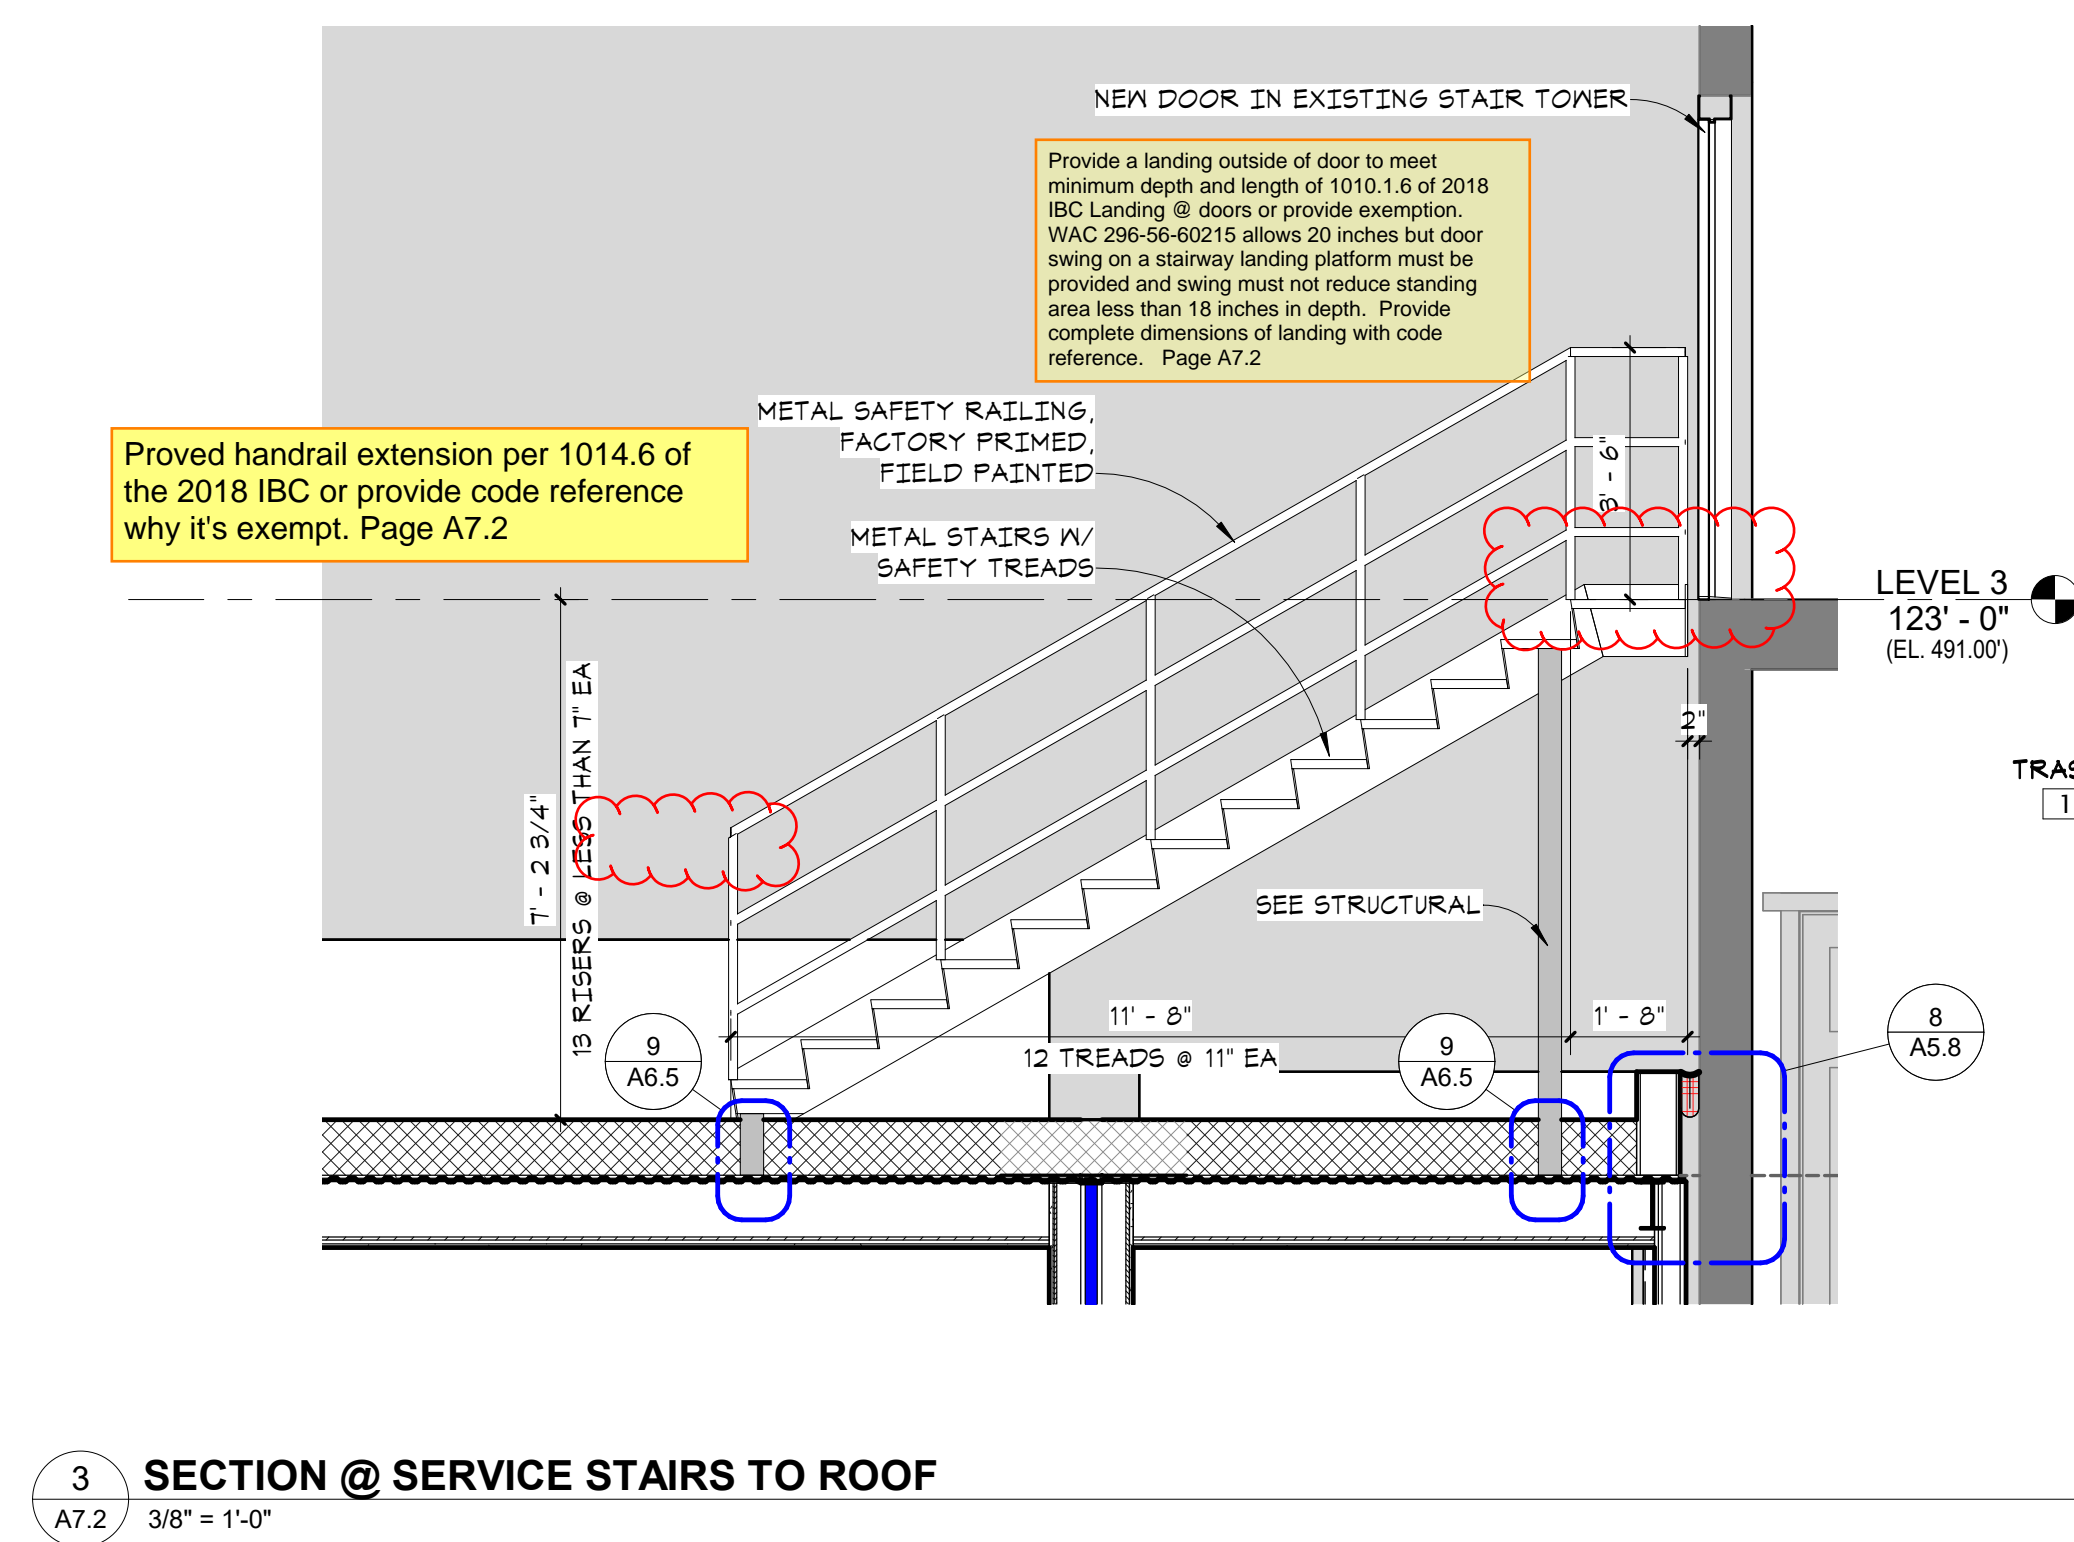 NEW DOOR IN EXISTING STAIR TOWER
Provide a landing outside of door to meet
minimum depth and length of 1010.1.6 of 2018
IBC Landing @ doors or provide exemption.
WAC 296-56-60215 allows 20 inches but door
swing on a stairway landing platform must be
provided and swing must not reduce standing
area less than 18 inches in depth.  Provide
complete dimensions of landing with code
reference.   Page A7.2
METAL SAFETY RAILING,
FACTORY PRIMED,
FIELD PAINTED
Proved handrail extension per 1014.6 of
the 2018 IBC or provide code reference
why it's exempt. Page A7.2
METAL STAIRS W/
SAFETY TREADS
3' - 6"
LEVEL 3
123' - 0"
(EL. 491.00')
2"
TRAS
1
7' - 2 3/4"
13 RISERS @ LESS THAN 7" EA
SEE STRUCTURAL
11' - 8"
12 TREADS @ 11" EA
1' - 8"
9
A6.5
9
A6.5
8
A5.8
3
A7.2
SECTION @ SERVICE STAIRS TO ROOF
3/8" = 1'-0"